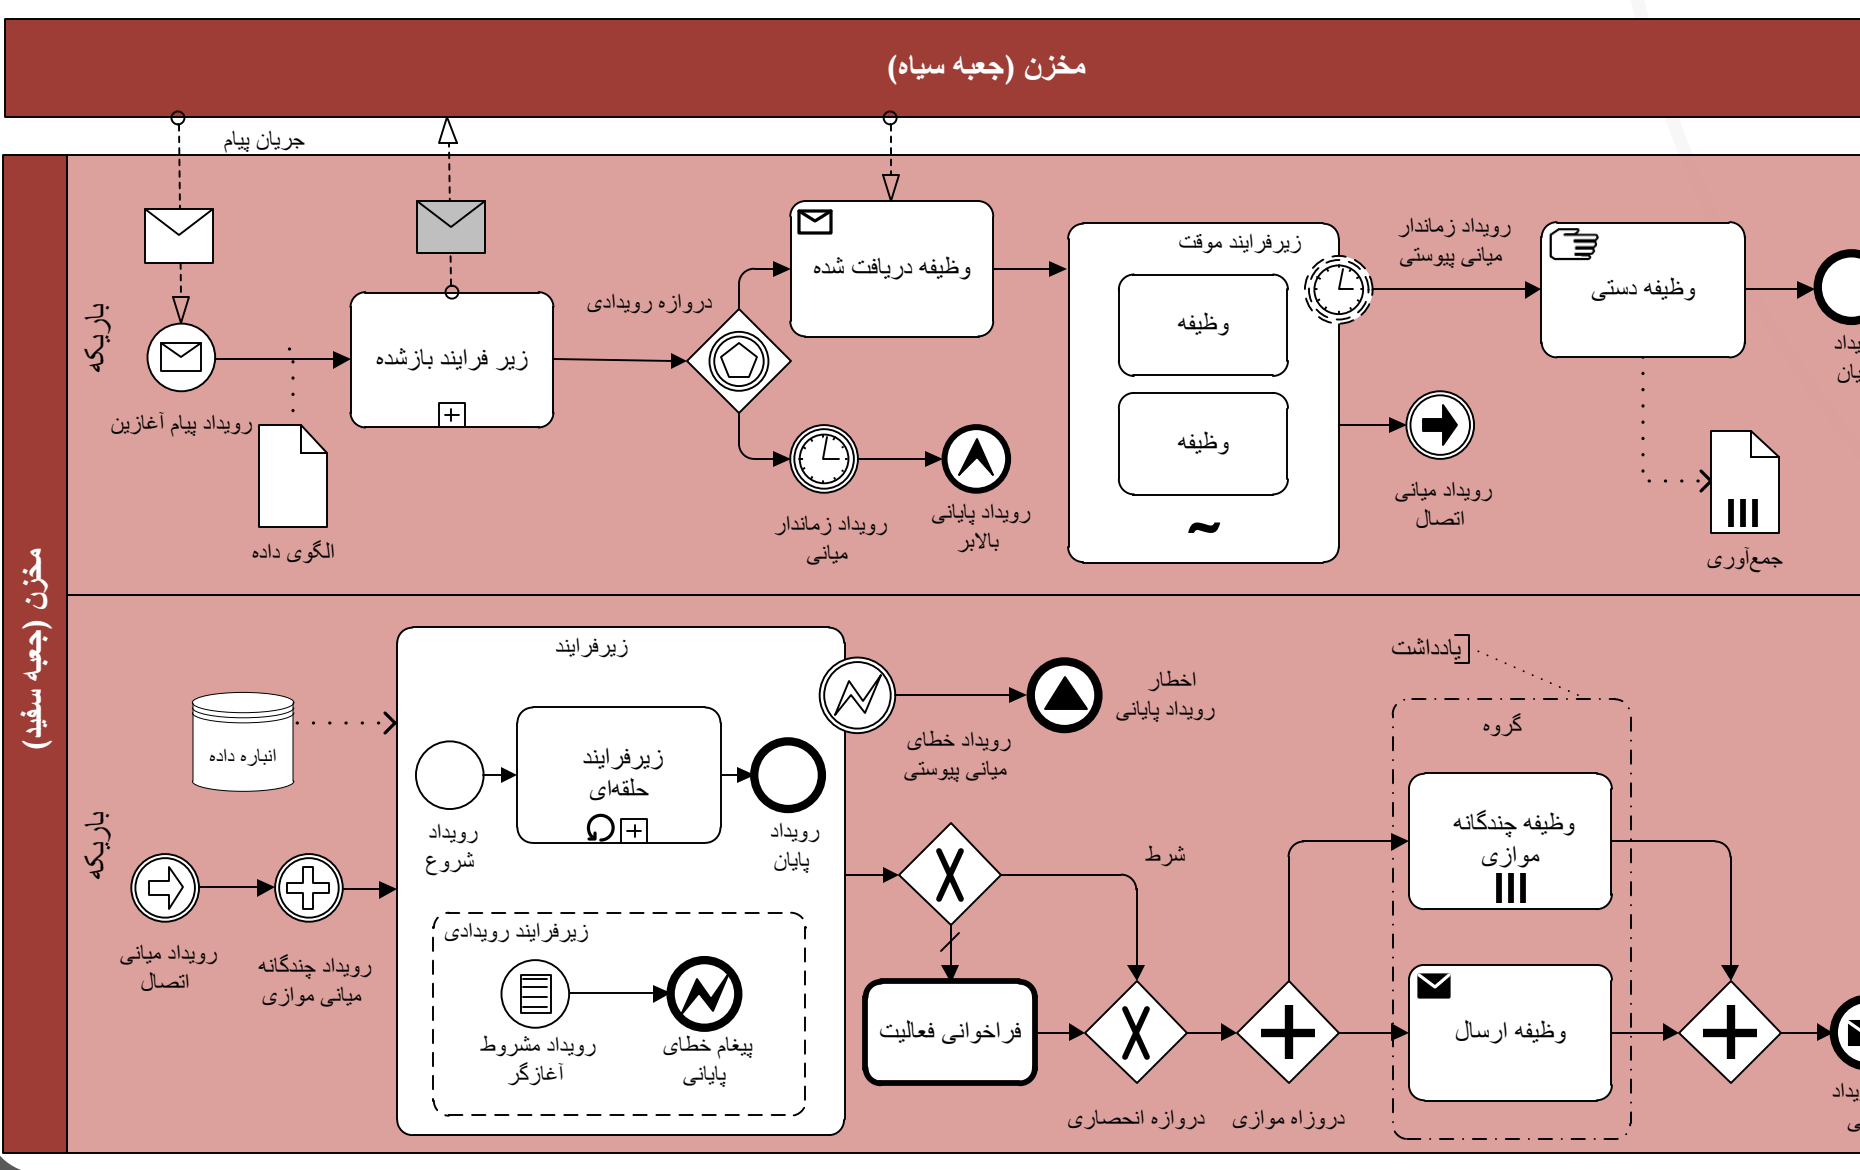 مخزن (جعبه سیاه)
جریان پیام
مخزن (جعبه سفید)
باریکه
رویداد پیام آغازین
الگوی داده
زیر فرایند بازشده
دروازه رویدادی
وظیفه دریافت شده
رویداد زماندار
میانی
رویداد پایانی
بالابر
زیرفرایند موقت
وظیفه
وظیفه
رویداد زماندار
میانی پیوستی
رویداد میانی
اتصال
وظیفه دستی
جمع‌آوری
باریکه
انباره داده
رویداد میانی
اتصال
رویداد چندگانه
میانی موازی
زیرفرایند
رویداد
شروع
زیرفرایند
حلقه‌ای
رویداد
پایان
زیرفرایند رویدادی
رویداد مشروط
آغازگر
پیغام خطای
پایانی
رویداد خطای
میانی پیوستی
اخطار
رویداد پایانی
شرط
فراخوانی فعالیت
دروازه انحصاری
دروزاه موازی
یادداشت
گروه
وظیفه چندگانه
موازی
وظیفه ارسال